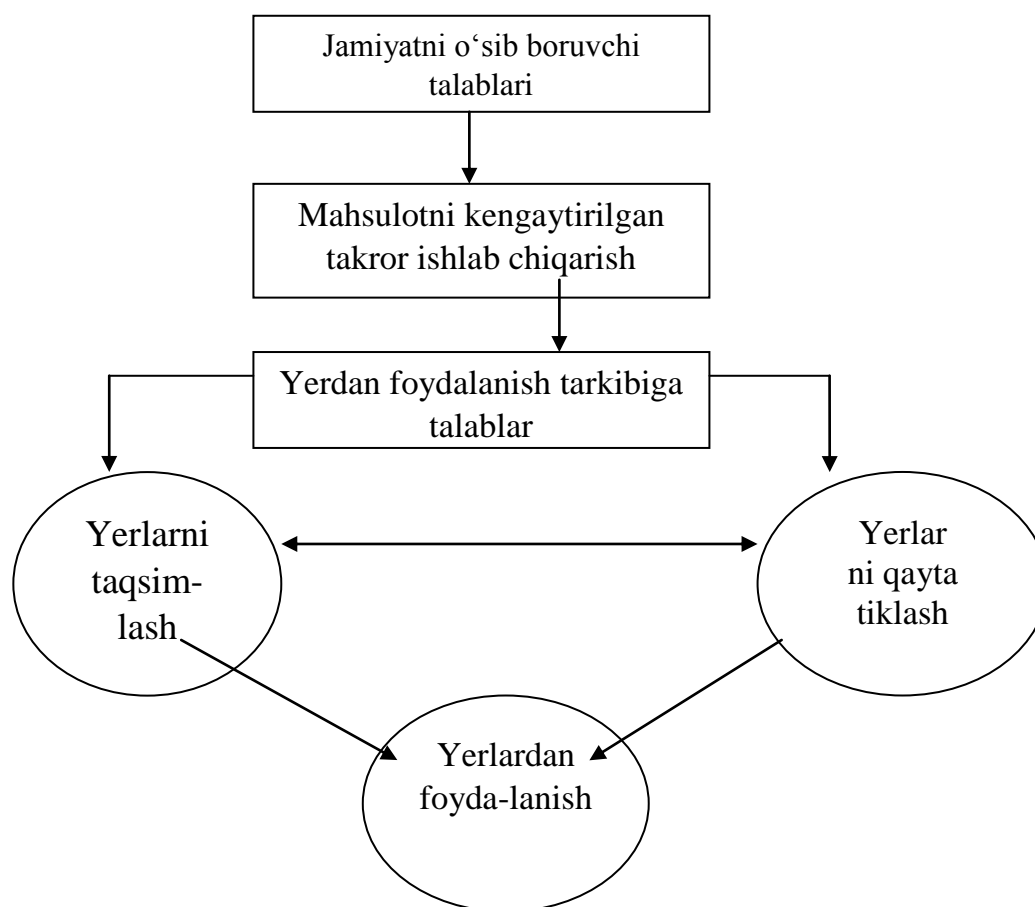 Jamiyatni o‘sib boruvchi
talablari
Mahsulotni kengaytirilgan
takror ishlab chiqarish
Yerdan foydalanish tarkibiga
talablar
Yerlarni
taqsim-
lash
Yerlar
ni qayta
tiklash
Yerlardan
foyda-lanish